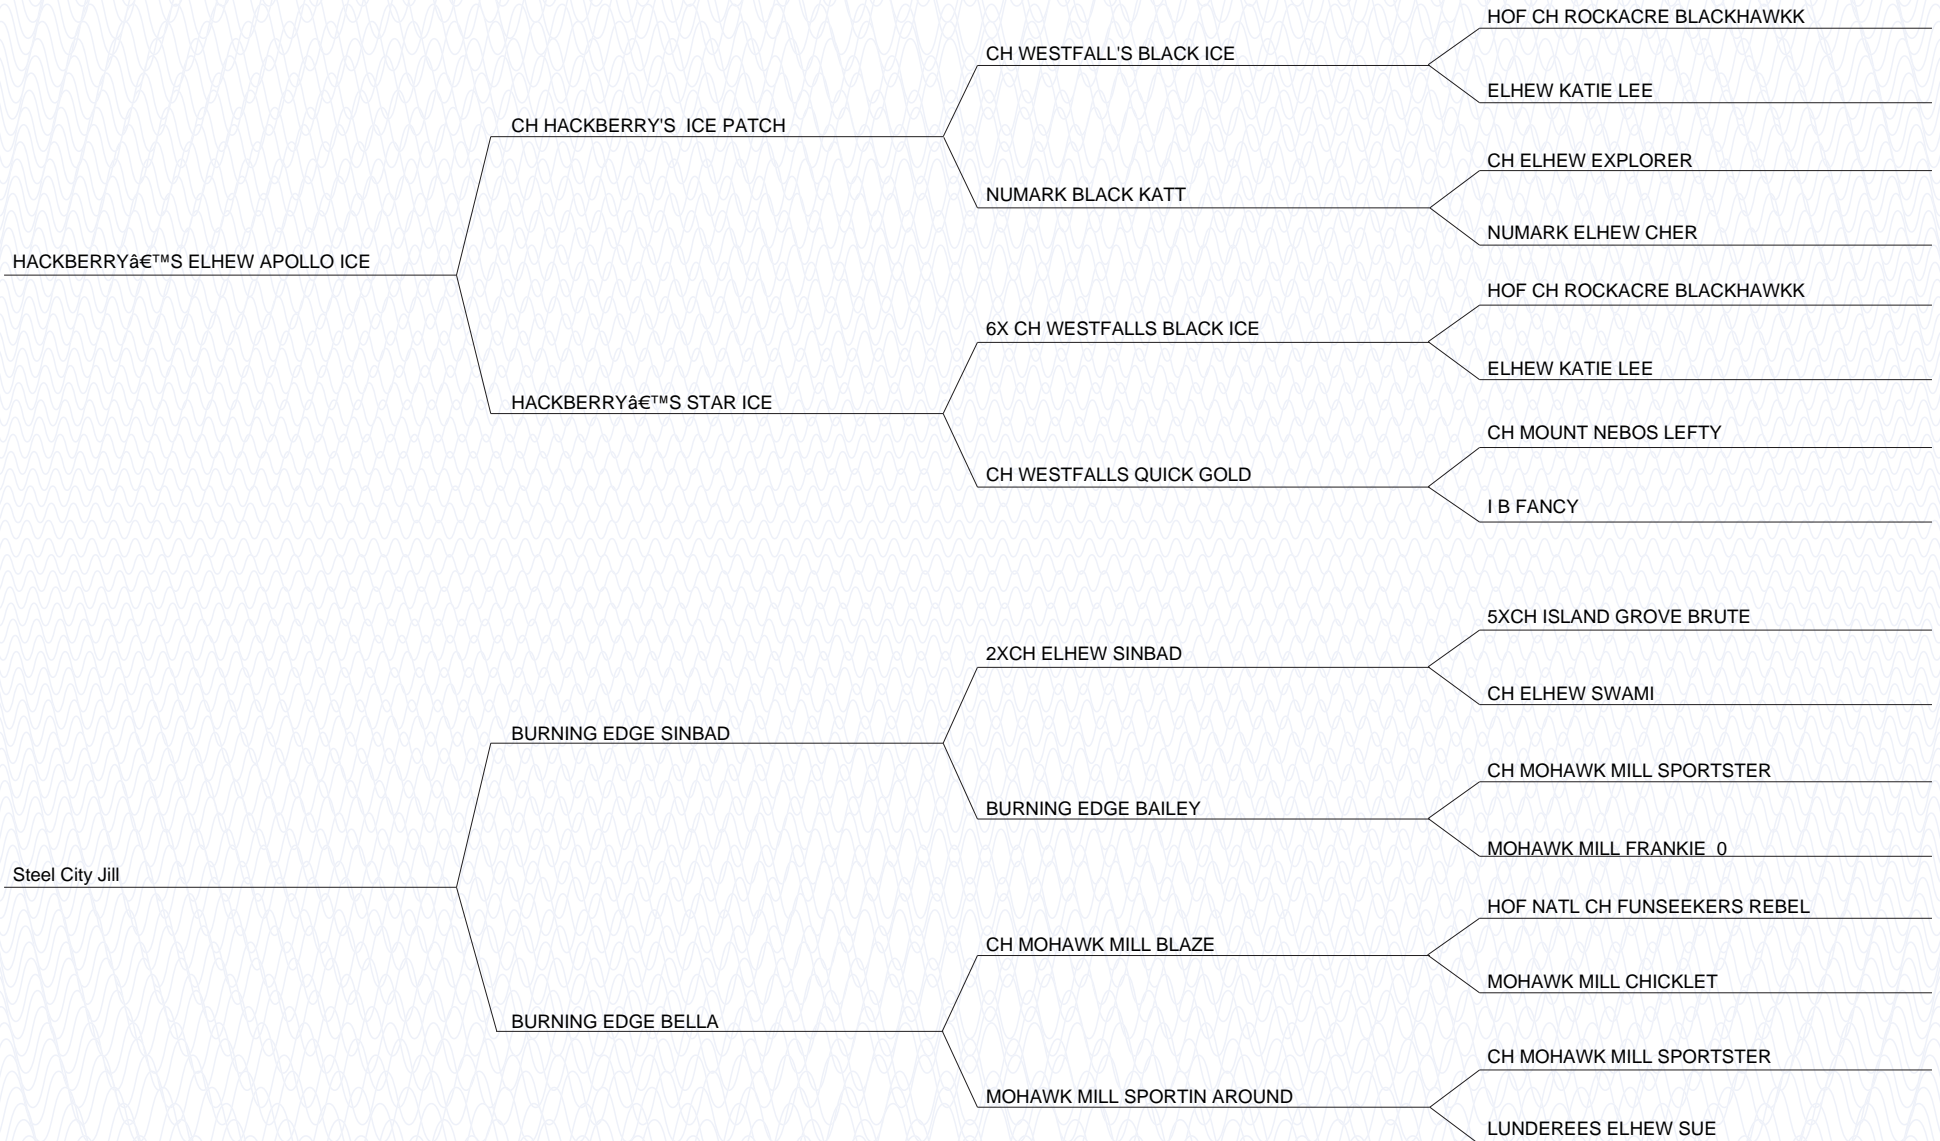 HOF CH ROCKACRE BLACKHAWKK
CH WESTFALL'S BLACK ICE
ELHEW KATIE LEE
CH HACKBERRY'S  ICE PATCH
CH ELHEW EXPLORER
NUMARK BLACK KATT
NUMARK ELHEW CHER
HACKBERRYâ€™S ELHEW APOLLO ICE
HOF CH ROCKACRE BLACKHAWKK
6X CH WESTFALLS BLACK ICE
ELHEW KATIE LEE
HACKBERRYâ€™S STAR ICE
CH MOUNT NEBOS LEFTY
CH WESTFALLS QUICK GOLD
I B FANCY
5XCH ISLAND GROVE BRUTE
2XCH ELHEW SINBAD
CH ELHEW SWAMI
BURNING EDGE SINBAD
CH MOHAWK MILL SPORTSTER
BURNING EDGE BAILEY
MOHAWK MILL FRANKIE  0
Steel City Jill
HOF NATL CH FUNSEEKERS REBEL
CH MOHAWK MILL BLAZE
MOHAWK MILL CHICKLET
BURNING EDGE BELLA
CH MOHAWK MILL SPORTSTER
MOHAWK MILL SPORTIN AROUND
LUNDEREES ELHEW SUE